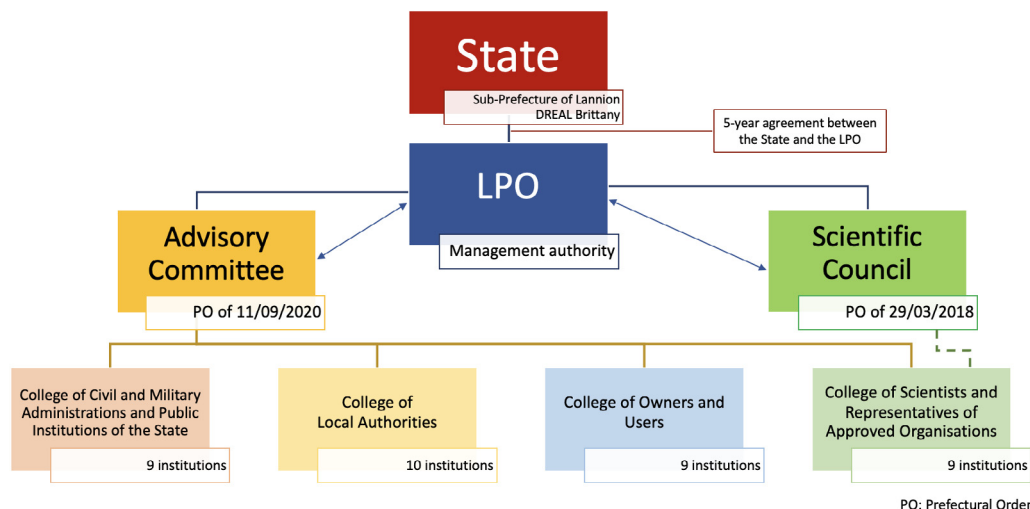 State
Sub-Prefecture of Lannion
DREAL Brittany
5-year agreement between
the State and the LPO
LPO
Management authority
Advisory
Committee
PO of 11/09/2020
Scientific
Council
PO of 29/03/2018
College of Civil and Military
Administrations and Public
Institutions of the State
9 institutions
College of
Local Authorities
10 institutions
College of Owners and
Users
9 institutions
College of Scientists and
Representatives of
Approved Organisations
9 institutions
PO: Prefectural Order